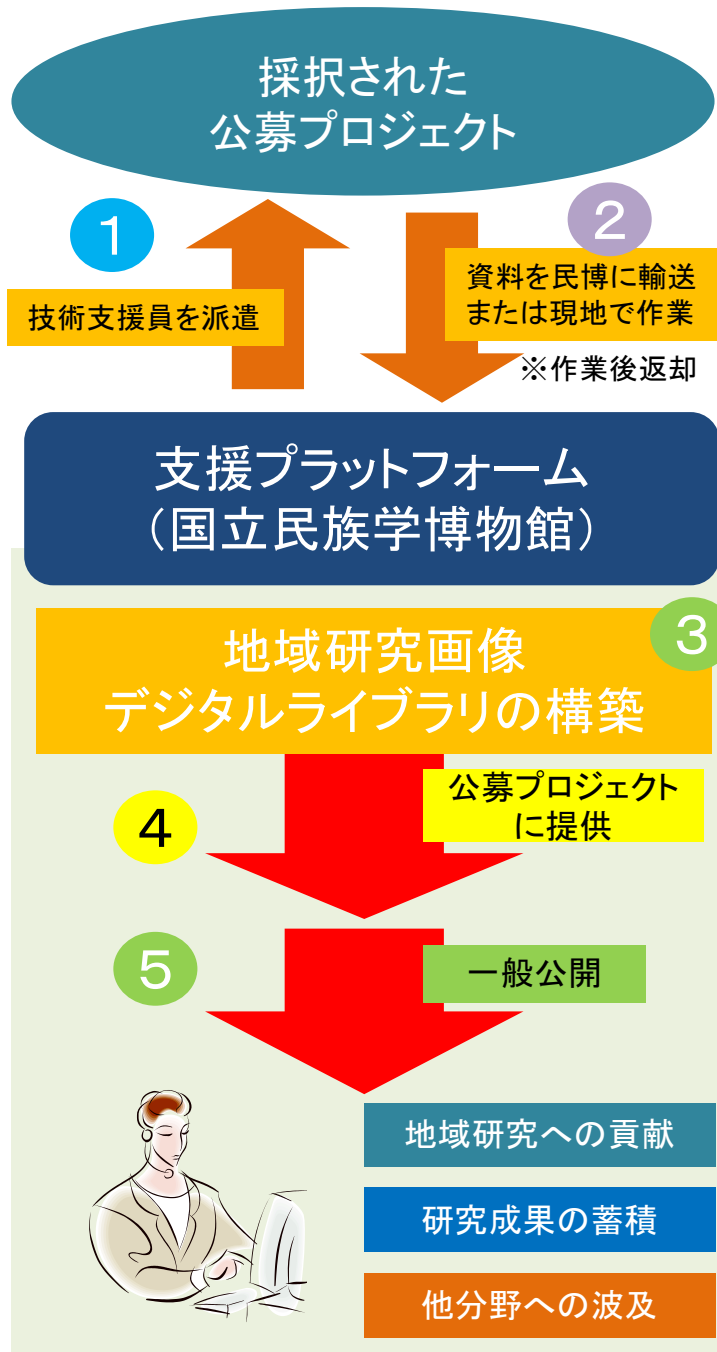 採択された
公募プロジェクト
1
2
技術支援員を派遣
資料を民博に輸送
または現地で作業
※作業後返却
支援プラットフォーム
（国立民族学博物館）
3
地域研究画像
デジタルライブラリの構築
4
公募プロジェクト
に提供
5
一般公開
地域研究への貢献
研究成果の蓄積
他分野への波及